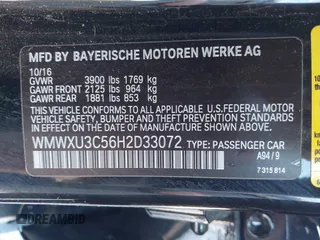 MFD BY BAYERISCHE MOTOREN WERKE AG
10/16
GVWR 3900 lbs 1769 kg
GAWR FRONT 2125 lbs 964 kg
GAWR REAR 1881 lbs 853 kg
THIS VEHICLE CONFORMS TO ALL APPLICABLE U.S.FEDERAL MOTOR
VEHICLE SAFETY, BUMPER AND THEFT PREVENTION STANDARDS IN
EFFECT ON THE DATE OF MANUFACTURE SHOWN ABOVE.
WMWXU3C56H2D33072 TYPE: PASSENGER CAR
A94/9
7 315 614
DREAMBID